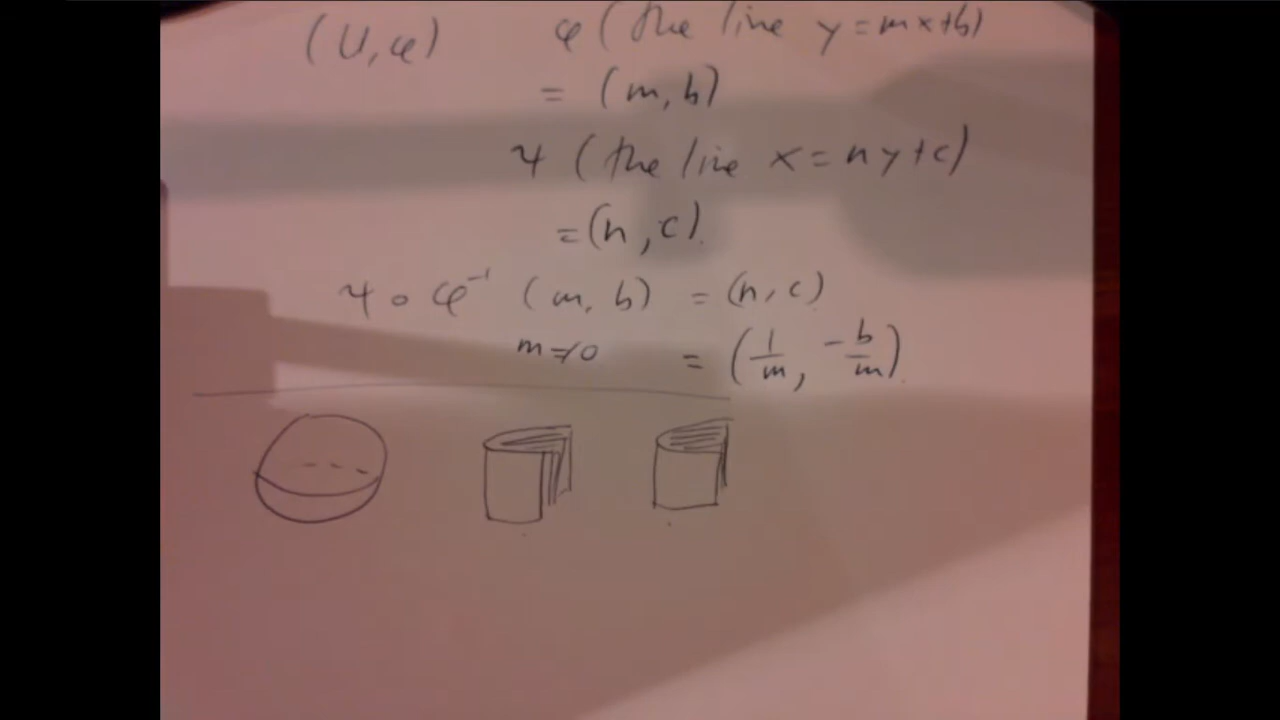 (U, φ) φ (the line y = mx+b)
= (m, b)
ψ (the line x = ny+c)
= (n, c).
ψ ∘ φ⁻¹ (m, b) = (n, c)
m≠0 = (1/m, -b/m)